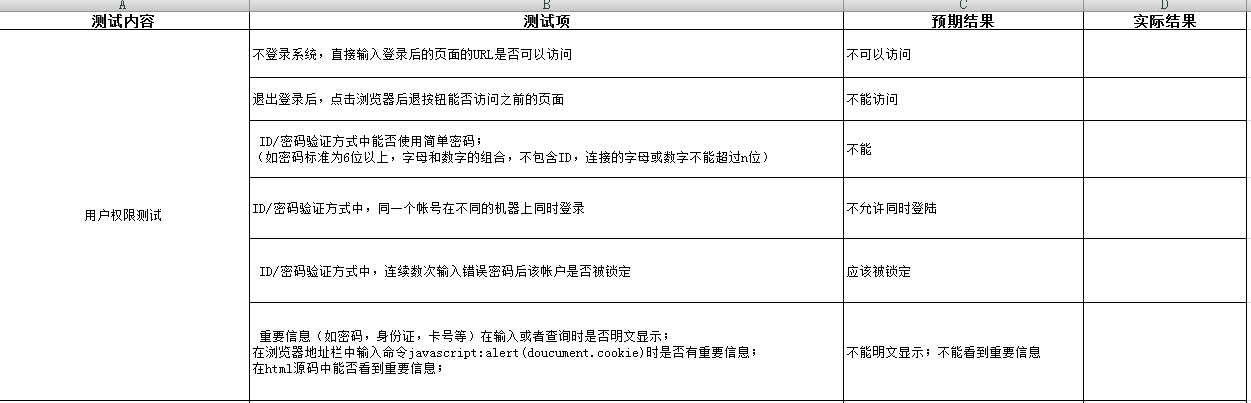 A B C D
测试内容 测试项 预期结果 实际结果
不登录系统，直接输入登录后的页面的URL是否可以访问 不可以访问
退出登录后，点击浏览器后退按钮能否访问之前的页面 不能访问
ID/密码验证方式中能否使用简单密码；
（如密码标准为6位以上，字母和数字的组合，不包含ID，连接的字母或数字不能超过n位）
不能
用户权限测试
ID/密码验证方式中，同一个帐号在不同的机器上同时登录 不允许同时登陆
ID/密码验证方式中，连续数次输入错误密码后该帐户是否被锁定 应该被锁定
重要信息（如密码，身份证，卡号等）在输入或者查询时是否明文显示；
在浏览器地址栏中输入命令javascript:alert(doucument.cookie)时是否有重要信息；
在html源码中能否看到重要信息；
不能明文显示；不能看到重要信息